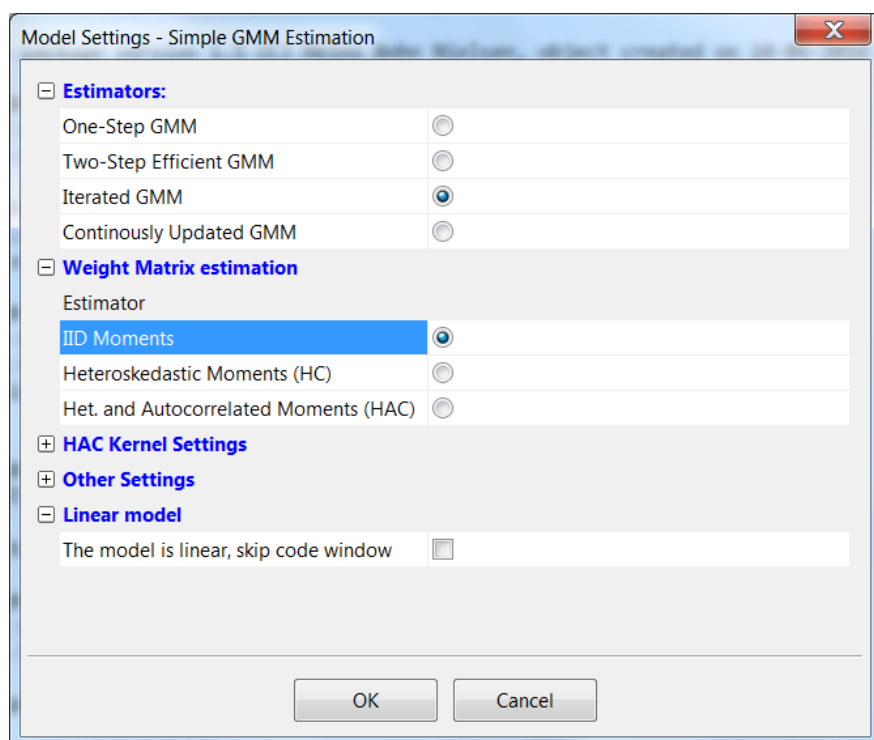 Model Settings - Simple GMM Estimation
Estimators:
One-Step GMM
Two-Step Efficient GMM
Iterated GMM
Continously Updated GMM
Weight Matrix estimation
Estimator
IID Moments
Heteroskedastic Moments (HC)
Het. and Autocorrelated Moments (HAC)
HAC Kernel Settings
Other Settings
Linear model
The model is linear, skip code window
OK Cancel